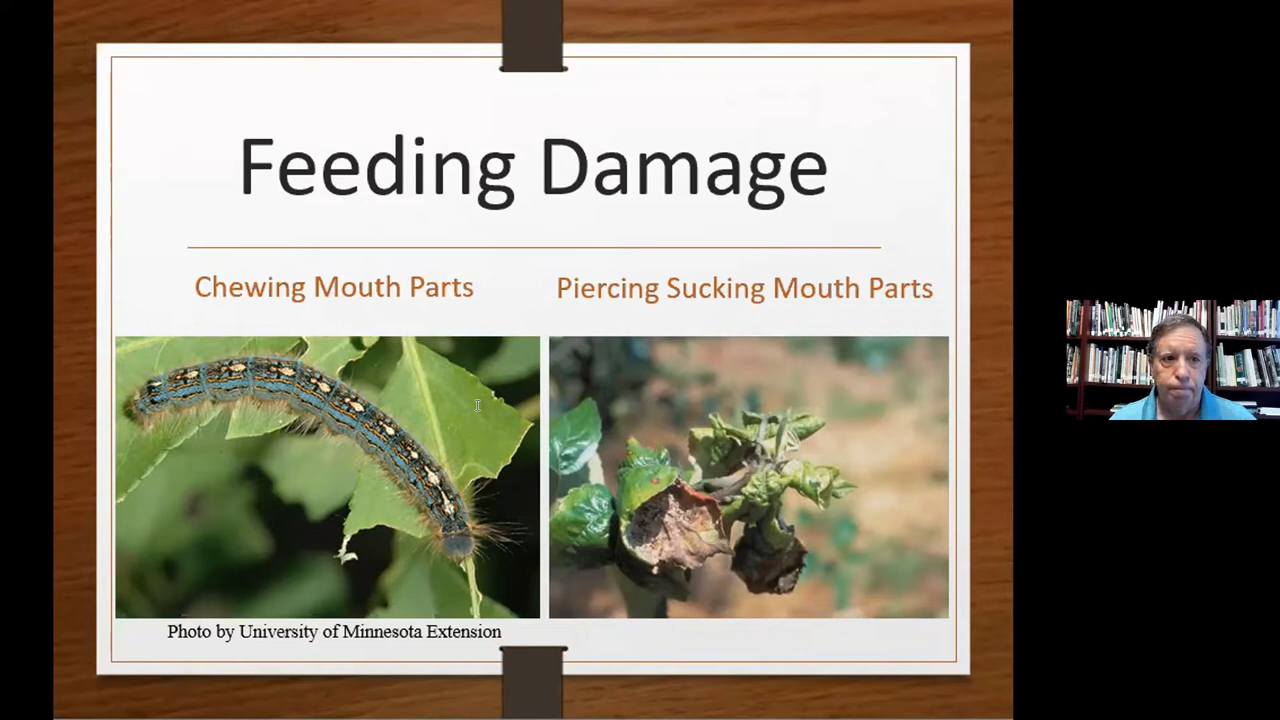 Feeding Damage
Chewing Mouth Parts
Piercing Sucking Mouth Parts
Photo by University of Minnesota Extension